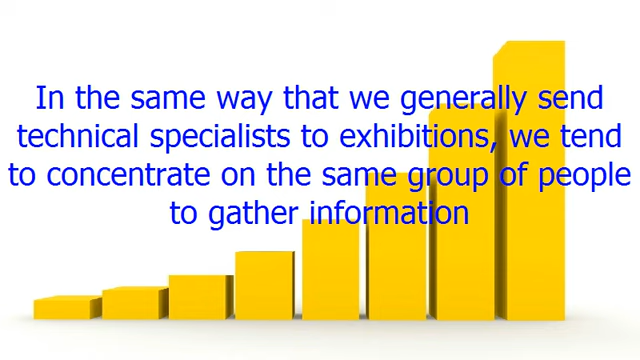 In the same way that we generally send
technical specialists to exhibitions, we tend
to concentrate on the same group of people
to gather information